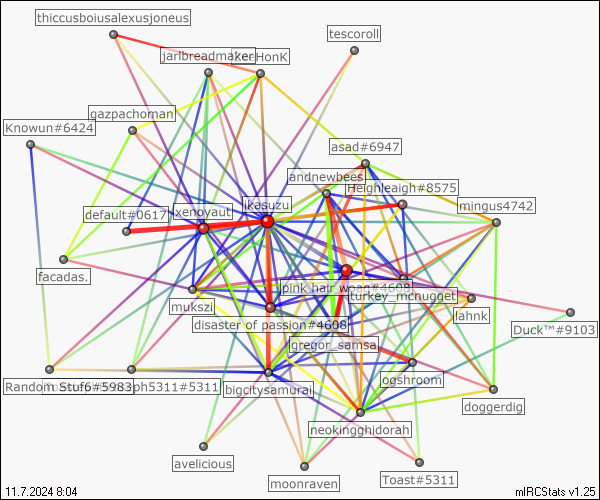 thiccusboiusalexusjoneus
tescoroll
jarlbreadmaker
HonK
gazpachoman
Knowun#6424
asad#6947
andnewbees
Heighleaigh#8575
ikasuzu
xenoyaut
mingus4742
default#0617
facadas.
pink hair woag#4608
turkey_mcnugget
mukszi
lahnk
disaster of passion#4608
Duck™#9103
gregor_samsa
ogshroom
Random Stuf6#5983
ph5311#5311
bigcitysamurai
doggerdig
neokingghidorah
avelicious
moonraven
Toast#5311
11.7.2024 8:04
mIRCStats v1.25